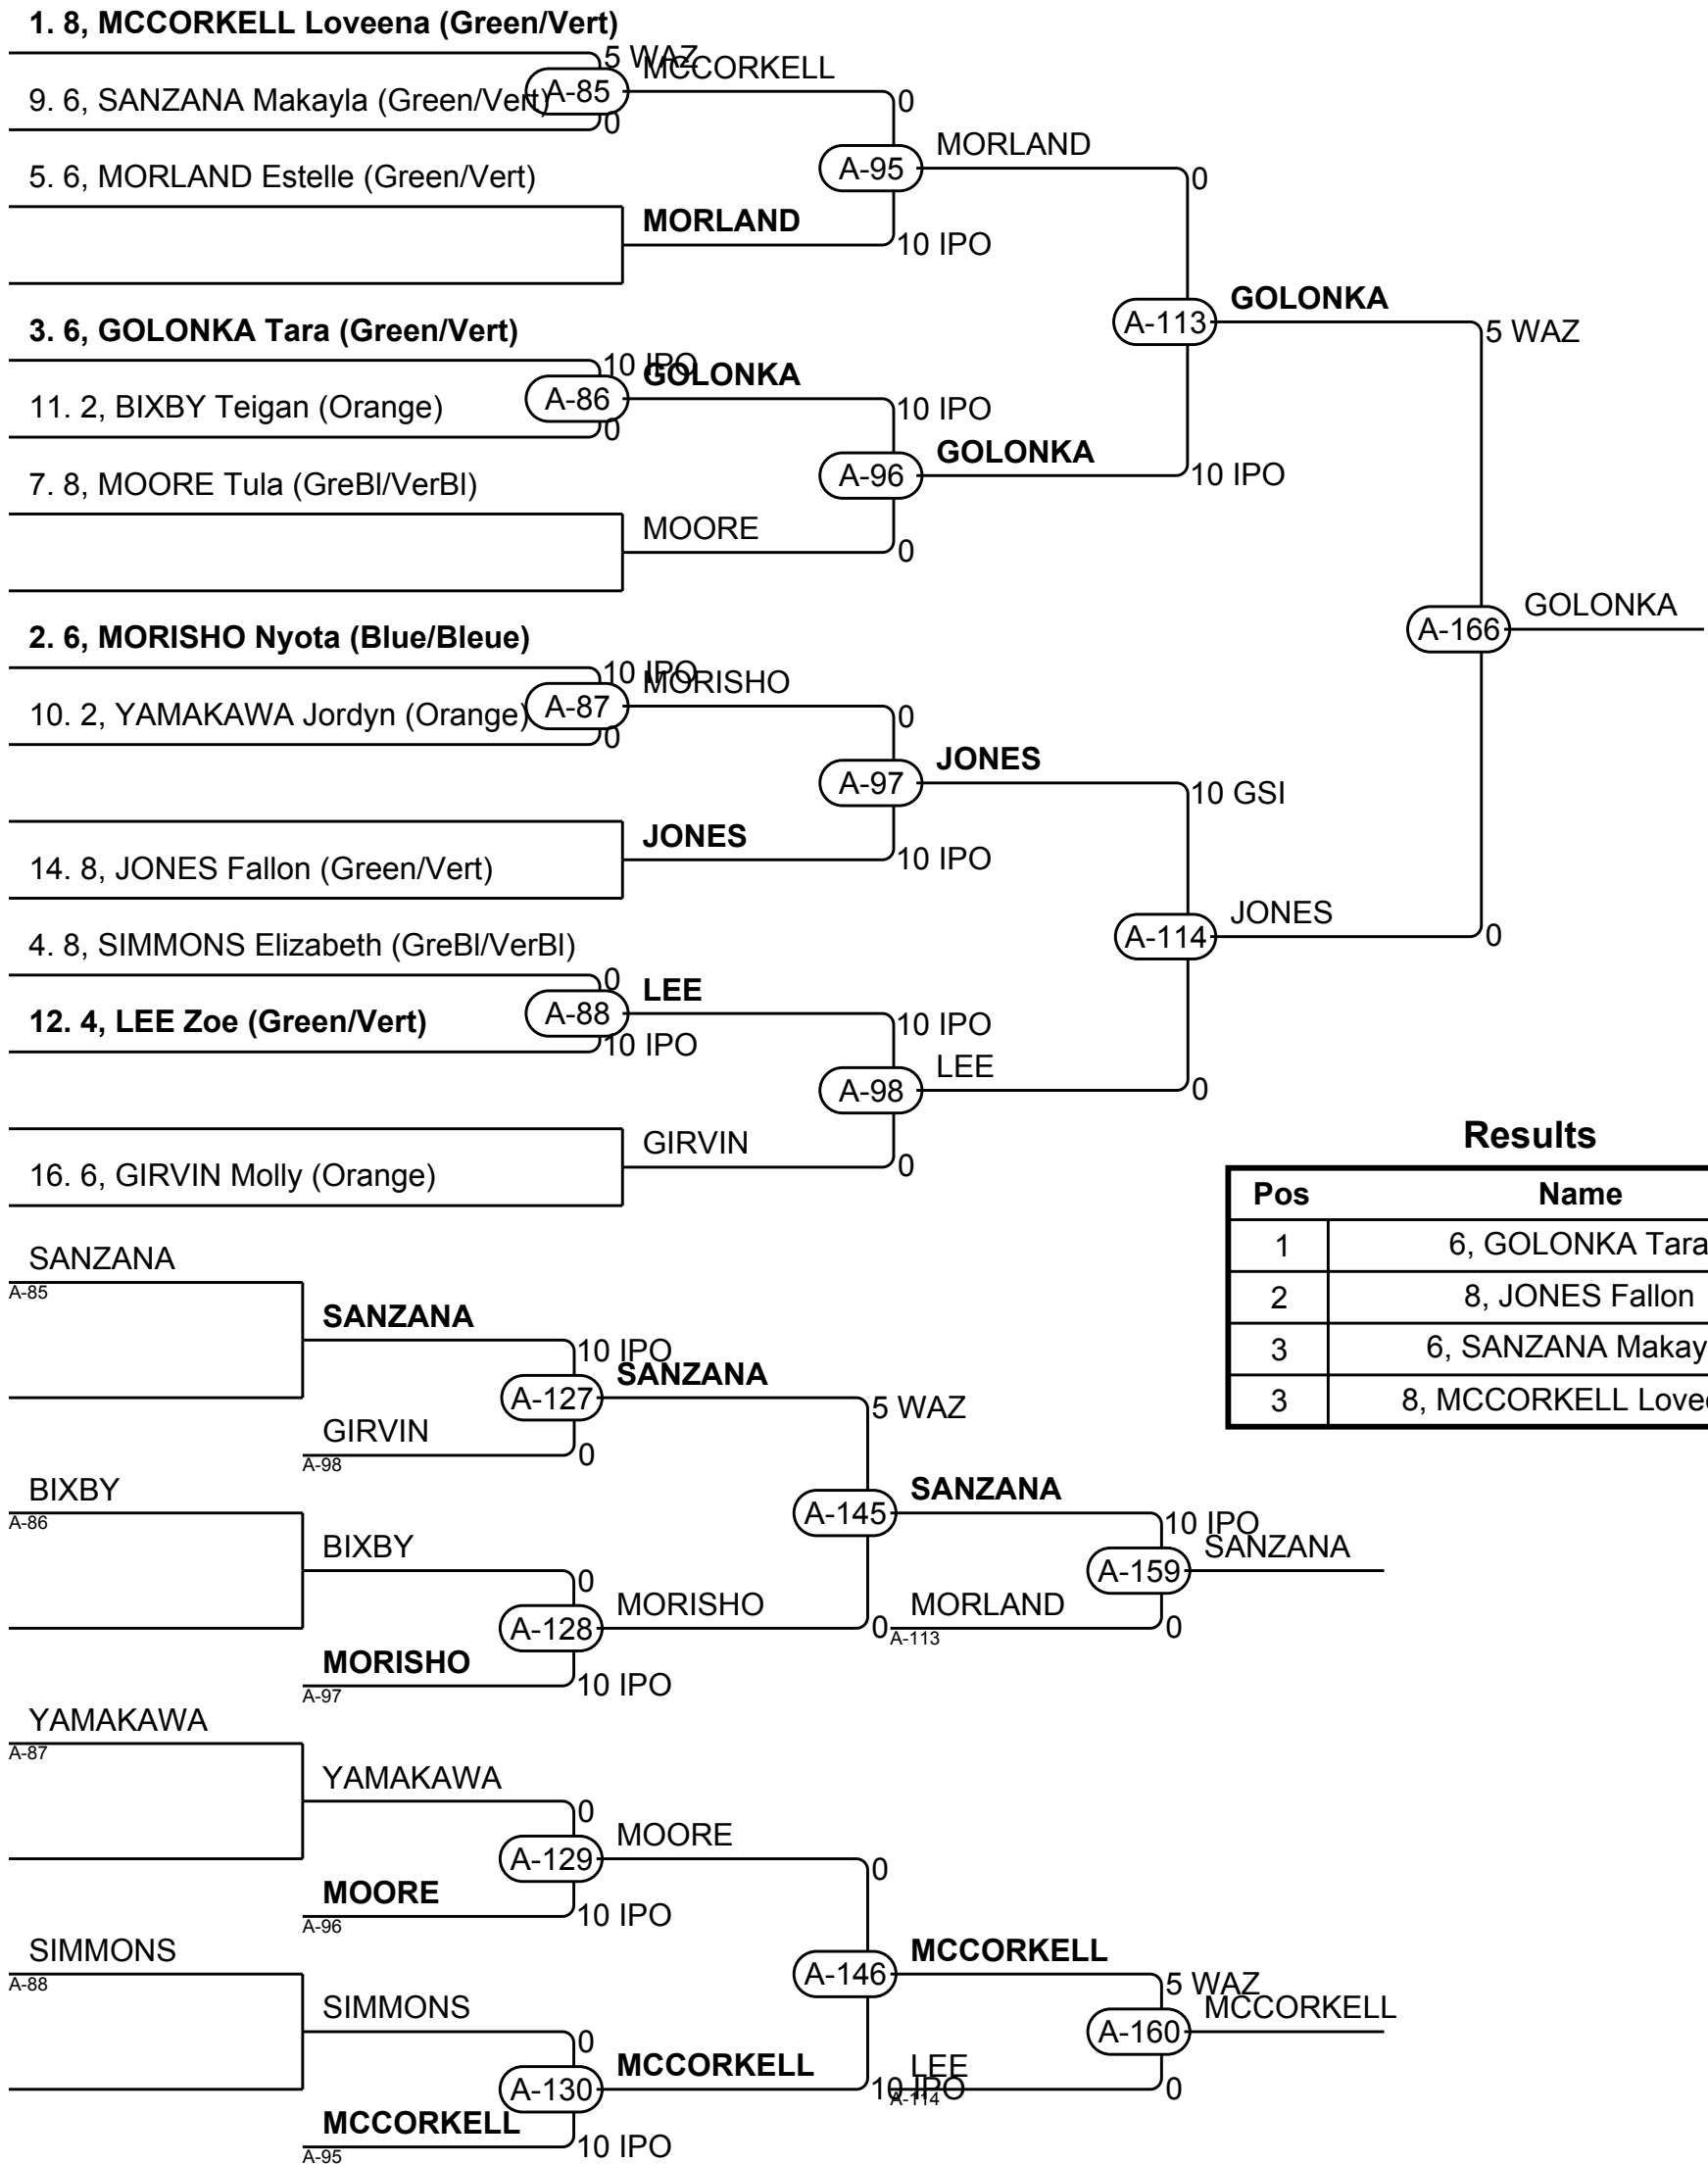 1. 8, MCCORKELL Loveena (Green/Vert)
5 WAZ
MCCORKELL
9. 6, SANZANA Makayla (Green/Vert)
A-85
0
0
MORLAND
A-95
0
5. 6, MORLAND Estelle (Green/Vert)
MORLAND
10 IPO
3. 6, GOLONKA Tara (Green/Vert)
GOLONKA
A-113
5 WAZ
10 IPO
GOLONKA
11. 2, BIXBY Teigan (Orange)
A-86
10 IPO
0
GOLONKA
7. 8, MOORE Tula (GreBl/VerBl)
A-96
10 IPO
MOORE
0
GOLONKA
A-166
2. 6, MORISHO Nyota (Blue/Bleue)
10 IPO
MORISHO
10. 2, YAMAKAWA Jordyn (Orange)
A-87
0
0
JONES
A-97
10 GSI
JONES
10 IPO
14. 8, JONES Fallon (Green/Vert)
JONES
A-114
0
4. 8, SIMMONS Elizabeth (GreBl/VerBl)
0
LEE
12. 4, LEE Zoe (Green/Vert)
A-88
10 IPO
10 IPO
LEE
A-98
0
GIRVIN
0
16. 6, GIRVIN Molly (Orange)
Results
Pos Name
1 6, GOLONKA Tara
2 8, JONES Fallon
3 6, SANZANA Makay
3 8, MCCORKELL Love
SANZANA
A-85
SANZANA
10 IPO
SANZANA
A-127
5 WAZ
GIRVIN
A-98
0
BIXBY
A-86
SANZANA
A-145
10 IPO
SANZANA
BIXBY
0
A-159
MORISHO
MORLAND
A-128
0
A-113
0
MORISHO
A-97
10 IPO
YAMAKAWA
A-87
YAMAKAWA
0
MOORE
A-129
0
MOORE
A-96
10 IPO
SIMMONS
A-88
MCCORKELL
A-146
5 WAZ
MCCORKELL
SIMMONS
0
A-160
MCCORKELL
LEE
A-130
10 IPO
A-114
0
MCCORKELL
A-95
10 IPO